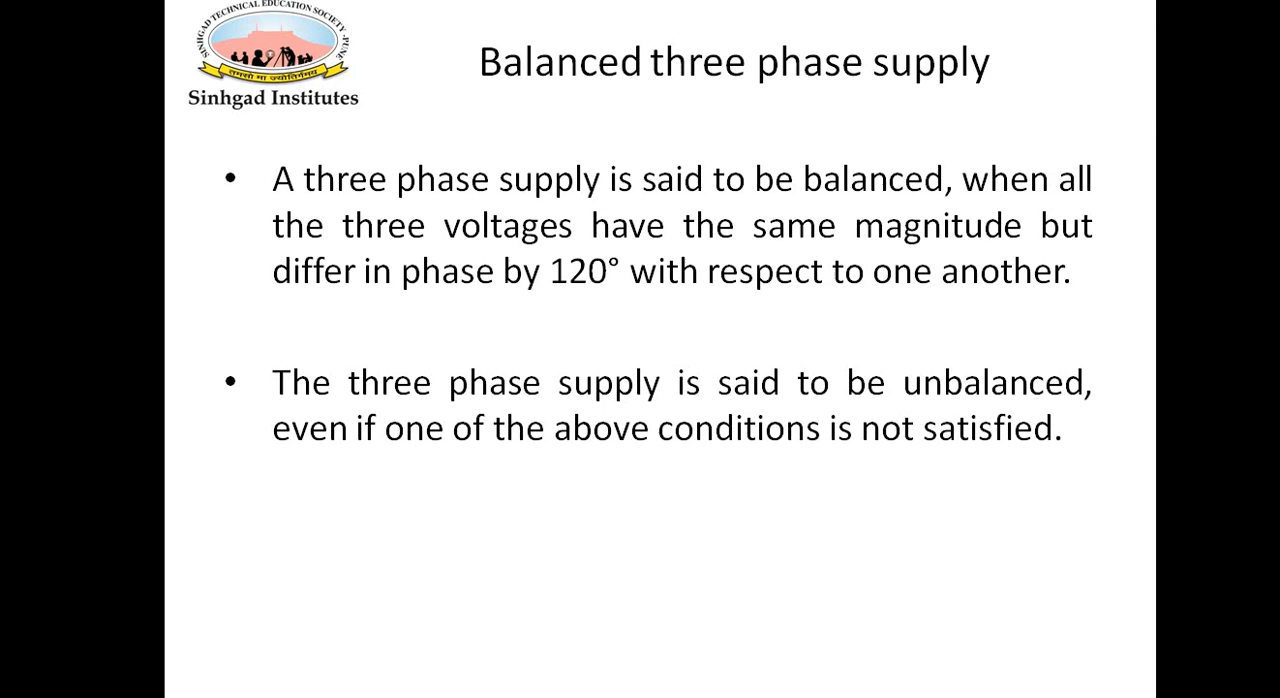 SINHGAD TECHNICAL EDUCATION SOCIETY - PUNE
तमसो मा ज्योतिर्गमय
Sinhgad Institutes
Balanced three phase supply
• A three phase supply is said to be balanced, when all
the three voltages have the same magnitude but
differ in phase by 120° with respect to one another.
• The three phase supply is said to be unbalanced,
even if one of the above conditions is not satisfied.